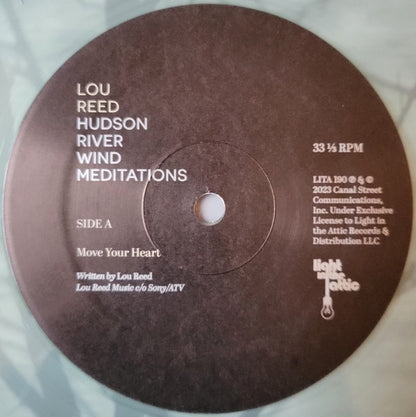 LOU
REED
HUDSON
RIVER
WIND
MEDITATIONS
SIDE A
Move Your Heart
Written by Lou Reed
Lou Reed Music c/o Sony/ATV
33 ⅓ RPM
LITA 190 ℗ & ©
2023 Canal Street
Communications,
Inc. Under Exclusive
License to Light in
the Attic Records &
Distribution LLC
light
in the
attic